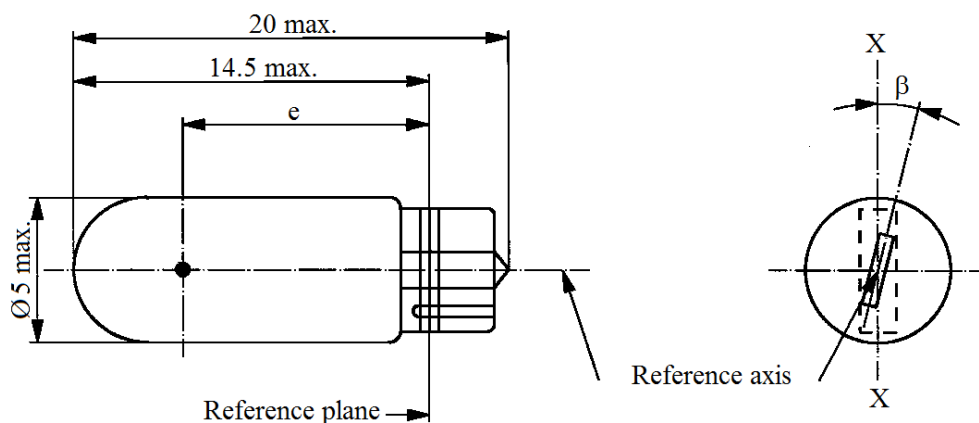 20 max.
X
14.5 max.
β
e
Ø 5 max.
Reference axis
X
Reference plane